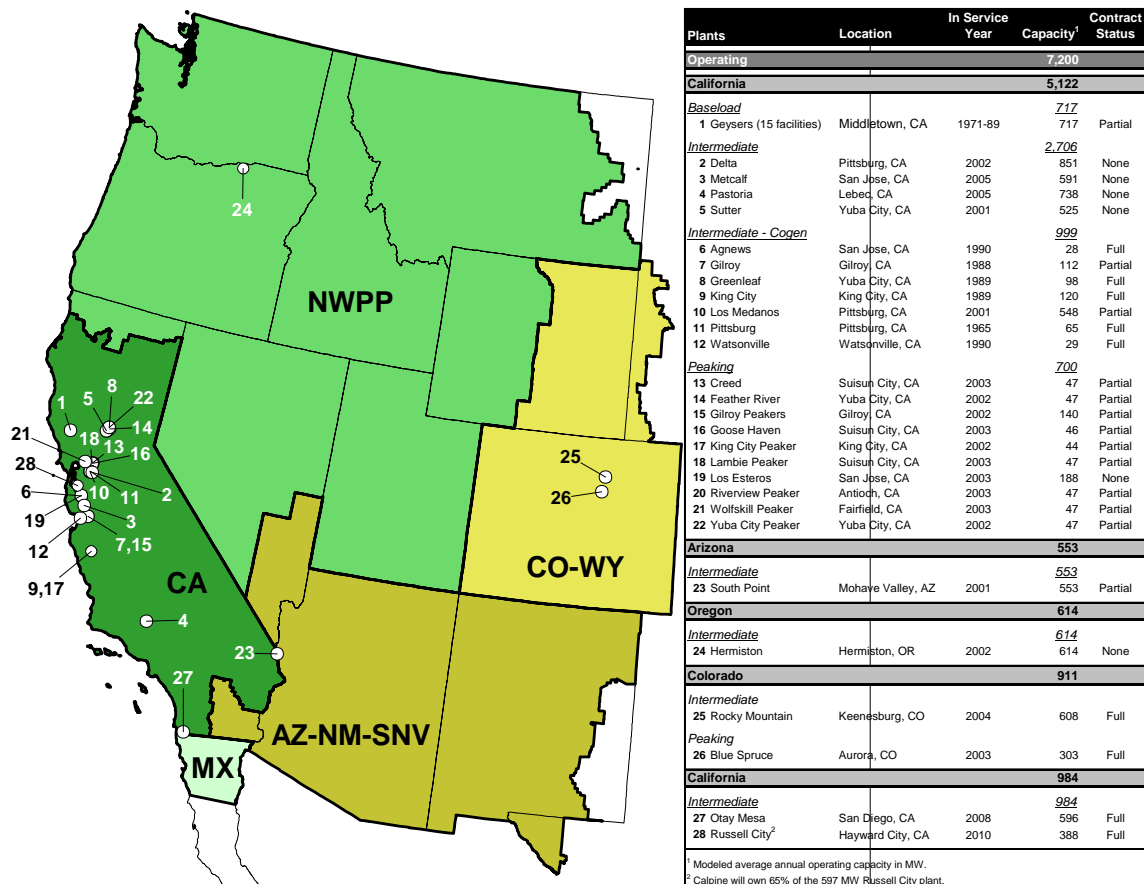 NWPP
CO-WY
CA
AZ-NM-SNV
MX
24
8
5
22
1
14
21
18
13
16
28
10
11
2
6
19
3
12
7,15
9,17
4
23
27
25
26
Plants Location In Service Year Capacity¹ Contract Status
Operating 7,200
California 5,122
Baseload 717
1 Geysers (15 facilities) Middletown, CA 1971-89 717 Partial
Intermediate 2,706
2 Delta Pittsburg, CA 2002 851 None
3 Metcalf San Jose, CA 2005 591 None
4 Pastoria Lebec, CA 2005 738 None
5 Sutter Yuba City, CA 2001 525 None
Intermediate - Cogen 999
6 Agnews San Jose, CA 1990 28 Full
7 Gilroy Gilroy, CA 1988 112 Partial
8 Greenleaf Yuba City, CA 1989 98 Full
9 King City King City, CA 1989 120 Full
10 Los Medanos Pittsburg, CA 2001 548 Partial
11 Pittsburg Pittsburg, CA 1965 65 Full
12 Watsonville Watsonville, CA 1990 29 Full
Peaking 700
13 Creed Suisun City, CA 2003 47 Partial
14 Feather River Yuba City, CA 2002 47 Partial
15 Gilroy Peakers Gilroy, CA 2002 140 Partial
16 Goose Haven Suisun City, CA 2003 46 Partial
17 King City Peaker King City, CA 2002 44 Partial
18 Lambie Peaker Suisun City, CA 2003 47 Partial
19 Los Esteros San Jose, CA 2003 188 None
20 Riverview Peaker Antioch, CA 2003 47 Partial
21 Wolfskill Peaker Fairfield, CA 2003 47 Partial
22 Yuba City Peaker Yuba City, CA 2002 47 Partial
Arizona 553
Intermediate 553
23 South Point Mohave Valley, AZ 2001 553 Partial
Oregon 614
Intermediate 614
24 Hermiston Hermiston, OR 2002 614 None
Colorado 911
Intermediate
25 Rocky Mountain Keenesburg, CO 2004 608 Full
Peaking
26 Blue Spruce Aurora, CO 2003 303 Full
California 984
Intermediate 984
27 Otay Mesa San Diego, CA 2008 596 Full
28 Russell City² Hayward City, CA 2010 388 Full
¹ Modeled average annual operating capacity in MW.
² Calpine will own 65% of the 597 MW Russell City plant.